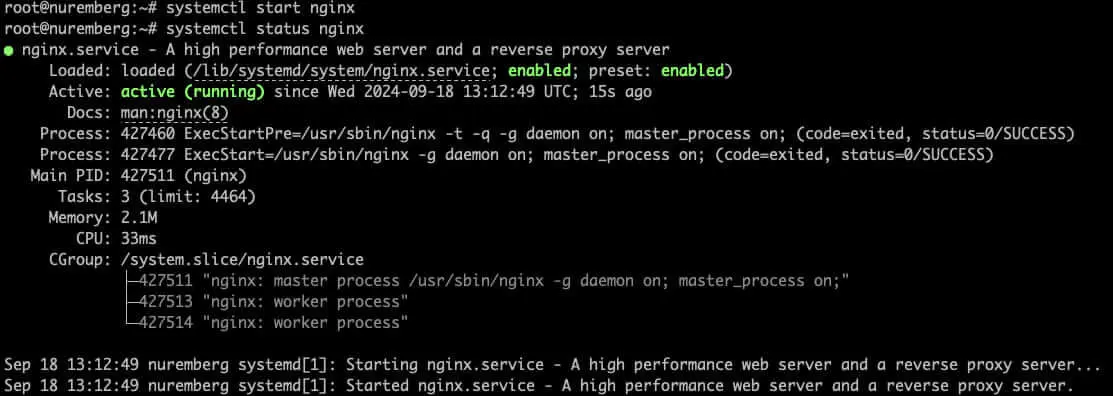 root@nuremberg:~# systemctl start nginx
root@nuremberg:~# systemctl status nginx
● nginx.service - A high performance web server and a reverse proxy server
Loaded: loaded (/lib/systemd/system/nginx.service; enabled; preset: enabled)
Active: active (running) since Wed 2024-09-18 13:12:49 UTC; 15s ago
Docs: man:nginx(8)
Process: 427460 ExecStartPre=/usr/sbin/nginx -t -q -g daemon on; master_process on; (code=exited, status=0/SUCCESS)
Process: 427477 ExecStart=/usr/sbin/nginx -g daemon on; master_process on; (code=exited, status=0/SUCCESS)
Main PID: 427511 (nginx)
Tasks: 3 (limit: 4464)
Memory: 2.1M
CPU: 33ms
CGroup: /system.slice/nginx.service
├─427511 "nginx: master process /usr/sbin/nginx -g daemon on; master_process on;"
├─427513 "nginx: worker process"
└─427514 "nginx: worker process"
Sep 18 13:12:49 nuremberg systemd[1]: Starting nginx.service - A high performance web server and a reverse proxy server...
Sep 18 13:12:49 nuremberg systemd[1]: Started nginx.service - A high performance web server and a reverse proxy server.